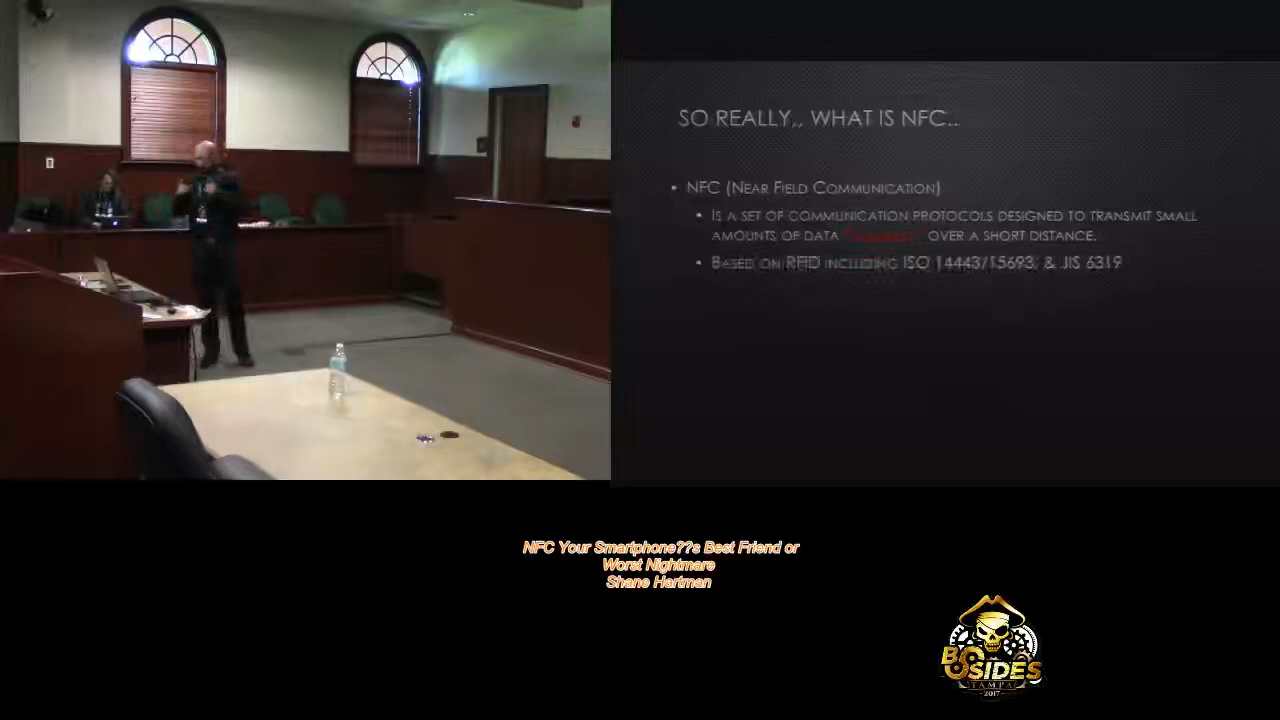 SO REALLY,, WHAT IS NFC..
• NFC (NEAR FIELD COMMUNICATION)
• IS A SET OF COMMUNICATION PROTOCOLS DESIGNED TO TRANSMIT SMALL
AMOUNTS OF DATA OVER A SHORT DISTANCE.
• BASED ON RFID INCLUDING ISO 14443/15693, & JIS 6319
NFC Your Smartphone??s Best Friend or
Worst Nightmare
Shane Hartman
BSIDES
TAMPA
2017